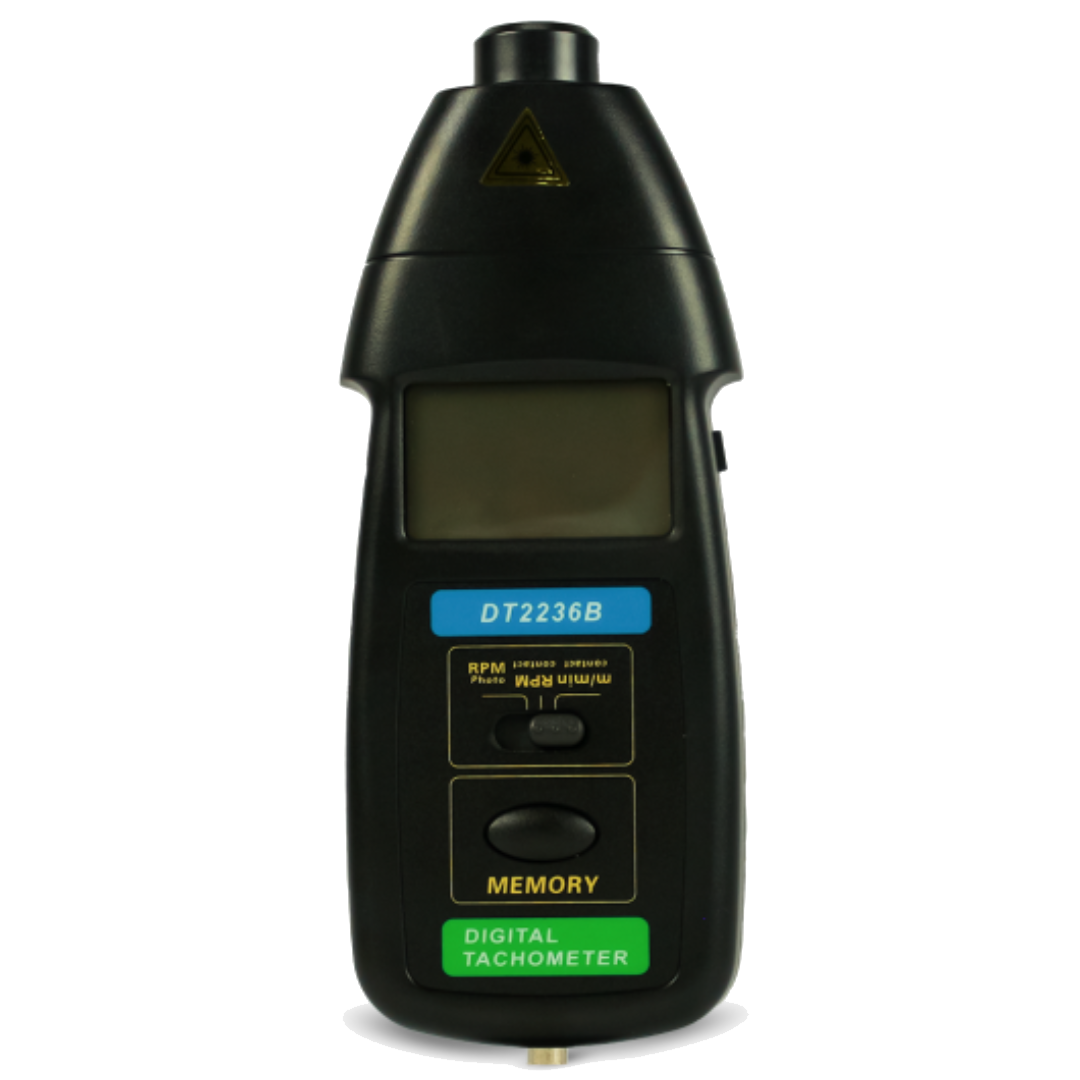 DT2236B
RPM
Photo
RPM
contact
m/min
contact
MEMORY
DIGITAL
TACHOMETER